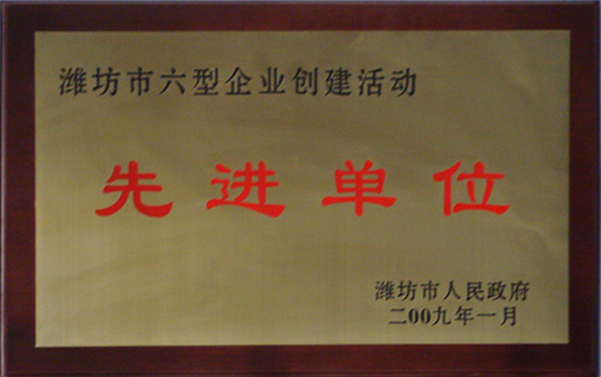 潍坊市六型企业创建活动
先进单位
潍坊市人民政府
二00九年一月